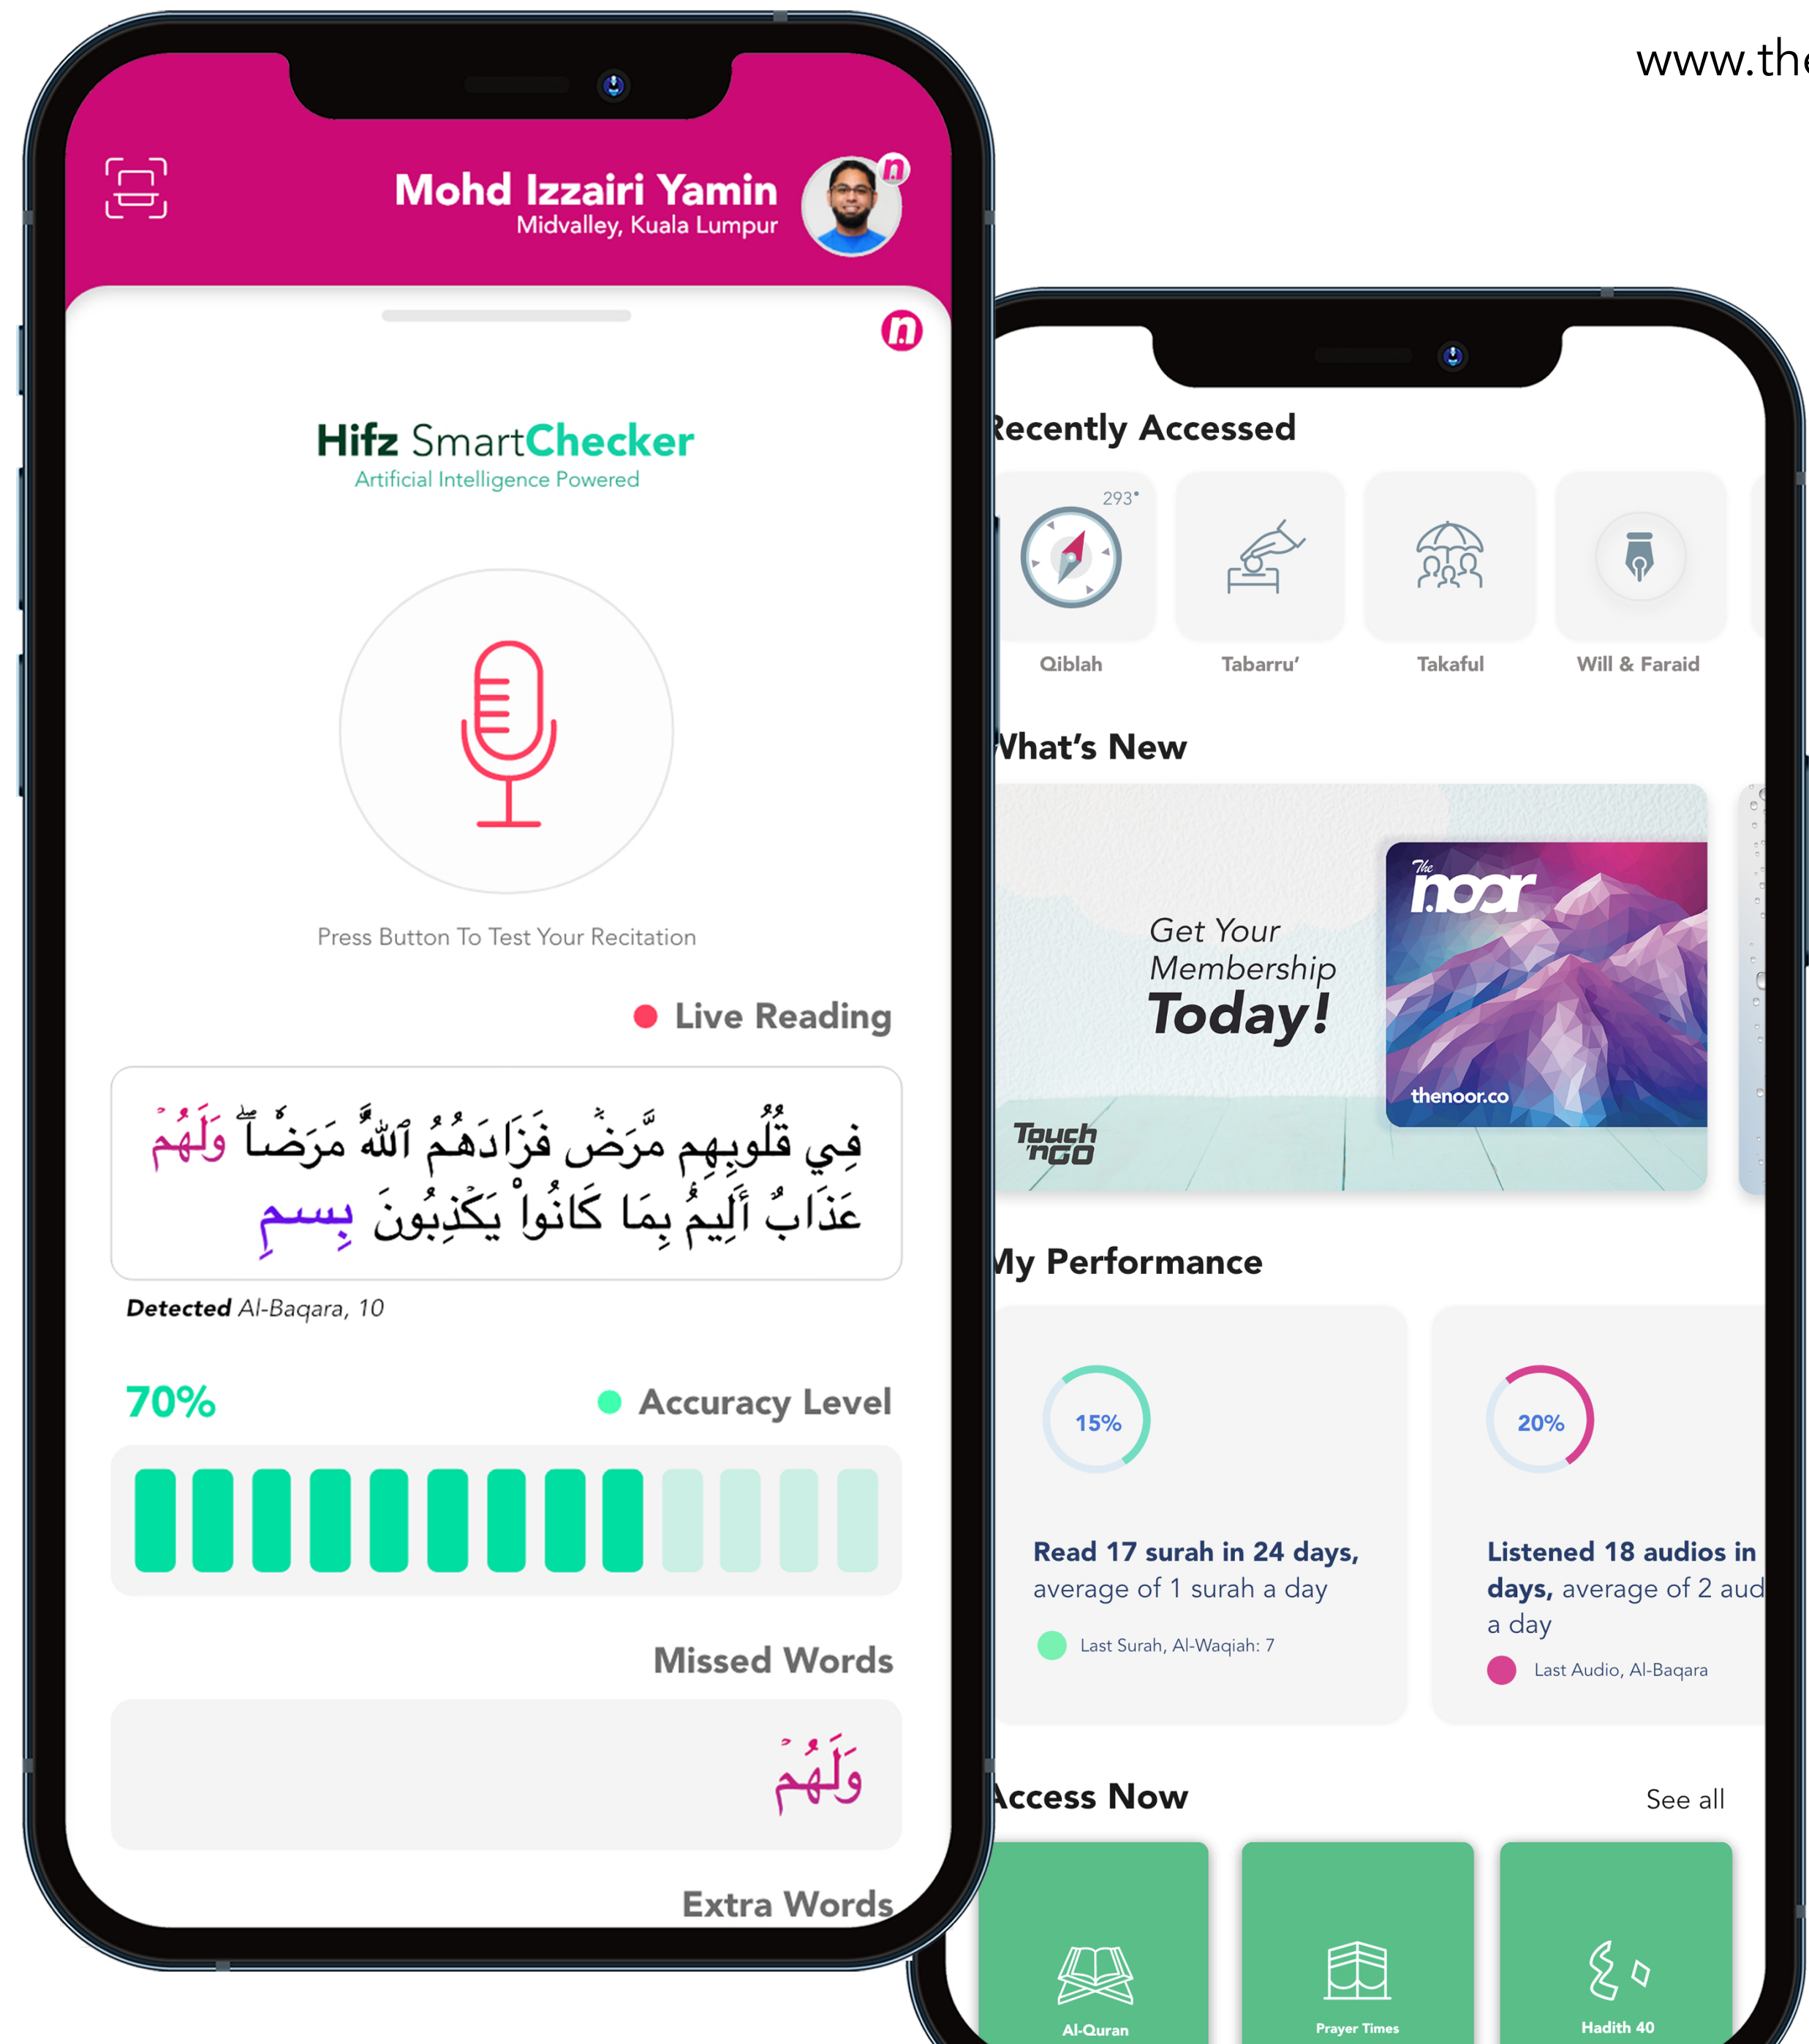 www.the
Mohd Izzairi Yamin
Midvalley, Kuala Lumpur
n.
n.
Hifz SmartChecker
Artificial Intelligence Powered
Press Button To Test Your Recitation
Live Reading
فِي قُلُوبِهِم مَّرَضٌ فَزَادَهُمُ ٱللَّهُ مَرَضًا ۖ وَلَهُمْ
عَذَابٌ أَلِيمٌ بِمَا كَانُوا۟ يَكْذِبُونَ بِسمِ
Detected Al-Baqara, 10
70%
Accuracy Level
Missed Words
وَلَهُمْ
Extra Words
Recently Accessed
293°
Qiblah
Tabarru’
Takaful
Will & Faraid
What’s New
Get Your
Membership
Today!
The
noor
thenoor.co
Touch
'nGO
My Performance
15%
Read 17 surah in 24 days,
average of 1 surah a day
Last Surah, Al-Waqiah: 7
20%
Listened 18 audios in
days, average of 2 aud
a day
Last Audio, Al-Baqara
Access Now
See all
٤٠
Al-Quran
Prayer Times
Hadith 40